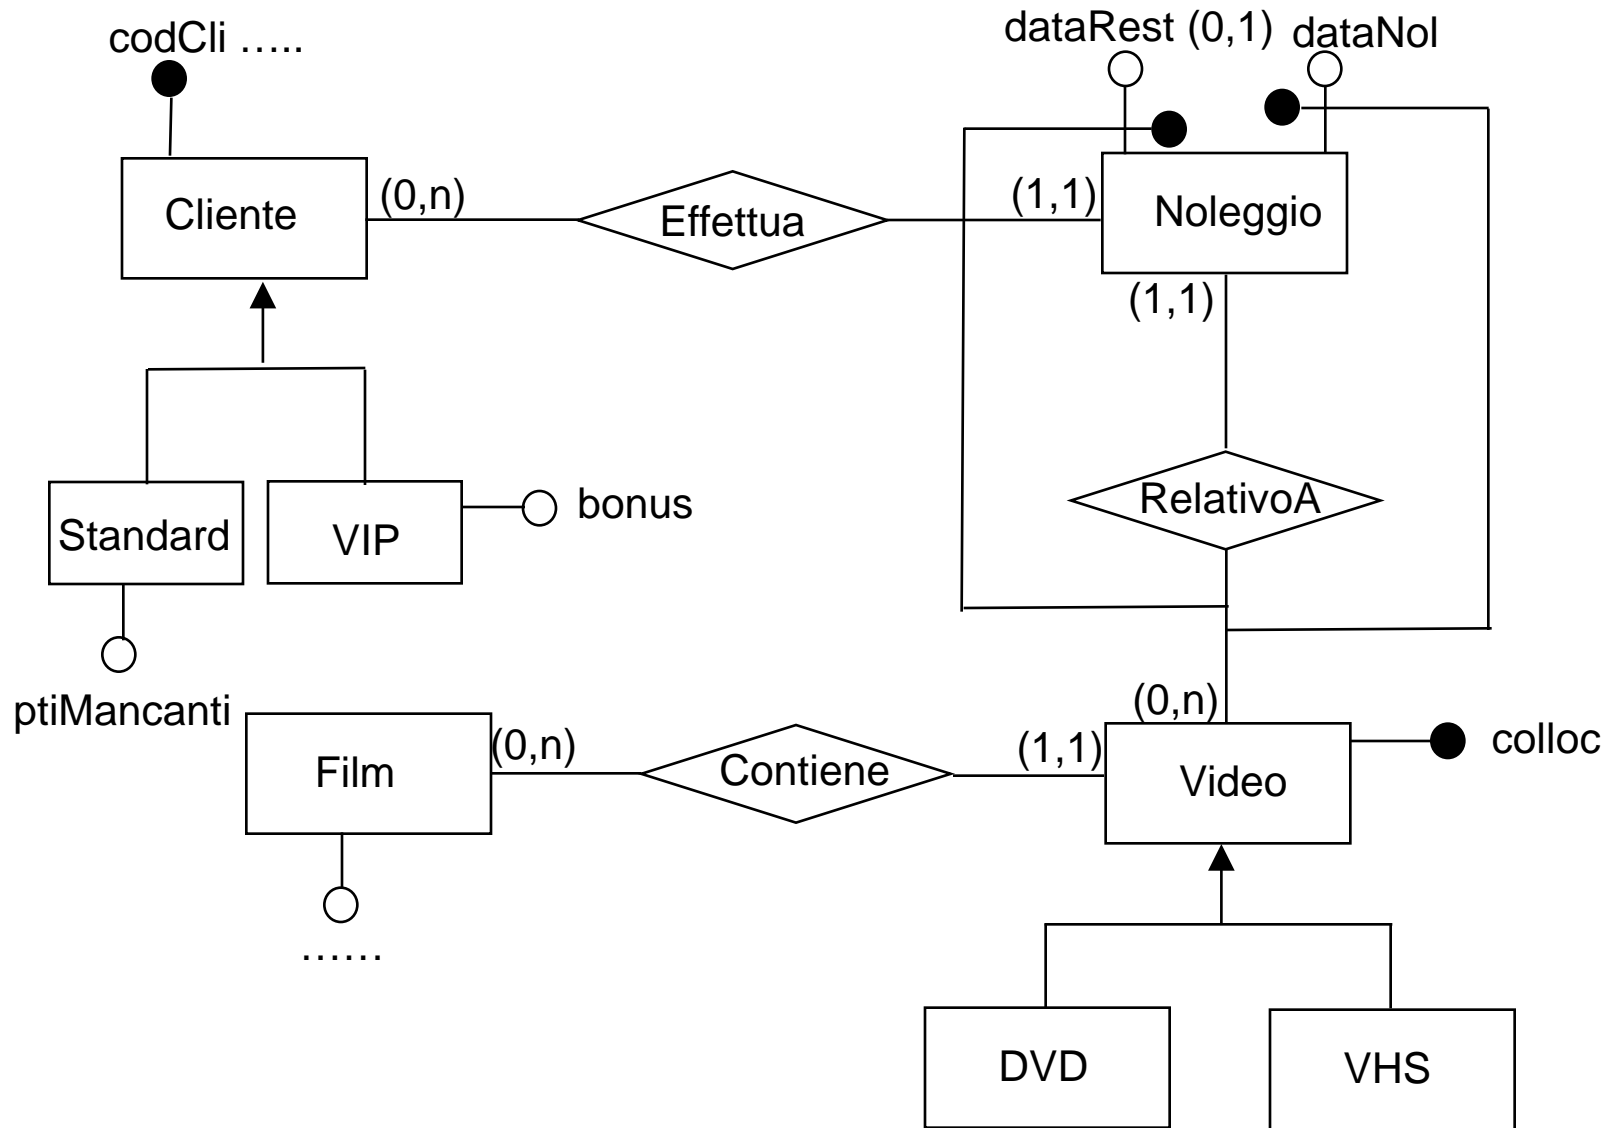 codCli …..
dataRest (0,1) dataNol
Cliente
(0,n)
Effettua
(1,1)
Noleggio
(1,1)
Standard
VIP
bonus
RelativoA
ptiMancanti
Film
(0,n)
Contiene
(1,1)
(0,n)
Video
colloc
……
DVD
VHS